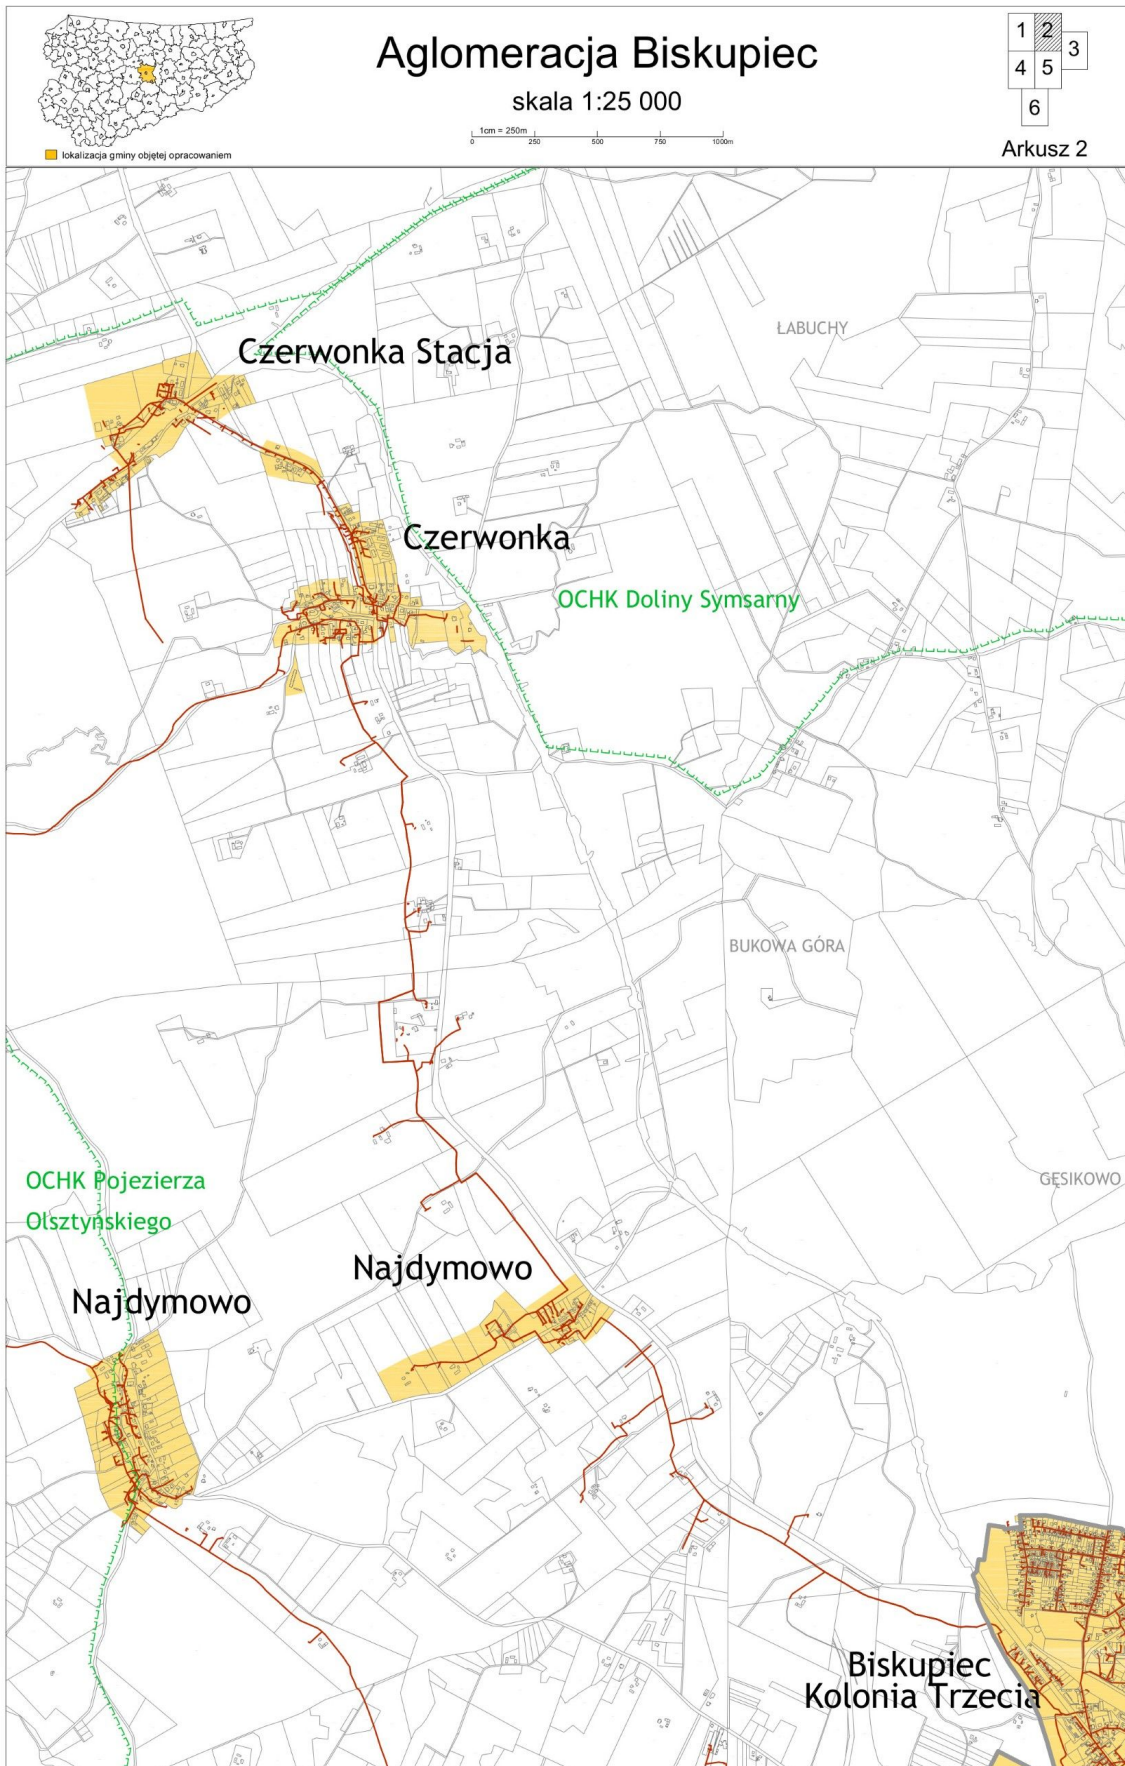 Aglomeracja Biskupiec
skala 1:25 000
1cm = 250m
0 250 500 750 1000m
lokalizacja gminy objętej opracowaniem
1 2
3
4 5
6
Arkusz 2
ŁABUCHY
Czerwonka Stacja
Czerwonka
OCHK Doliny Symsarny
BUKOWA GÓRA
OCHK Pojezierza
Olsztyńskiego
GĘSIKOWO
Najdymowo
Najdymowo
Biskupiec
Kolonia Trzecia